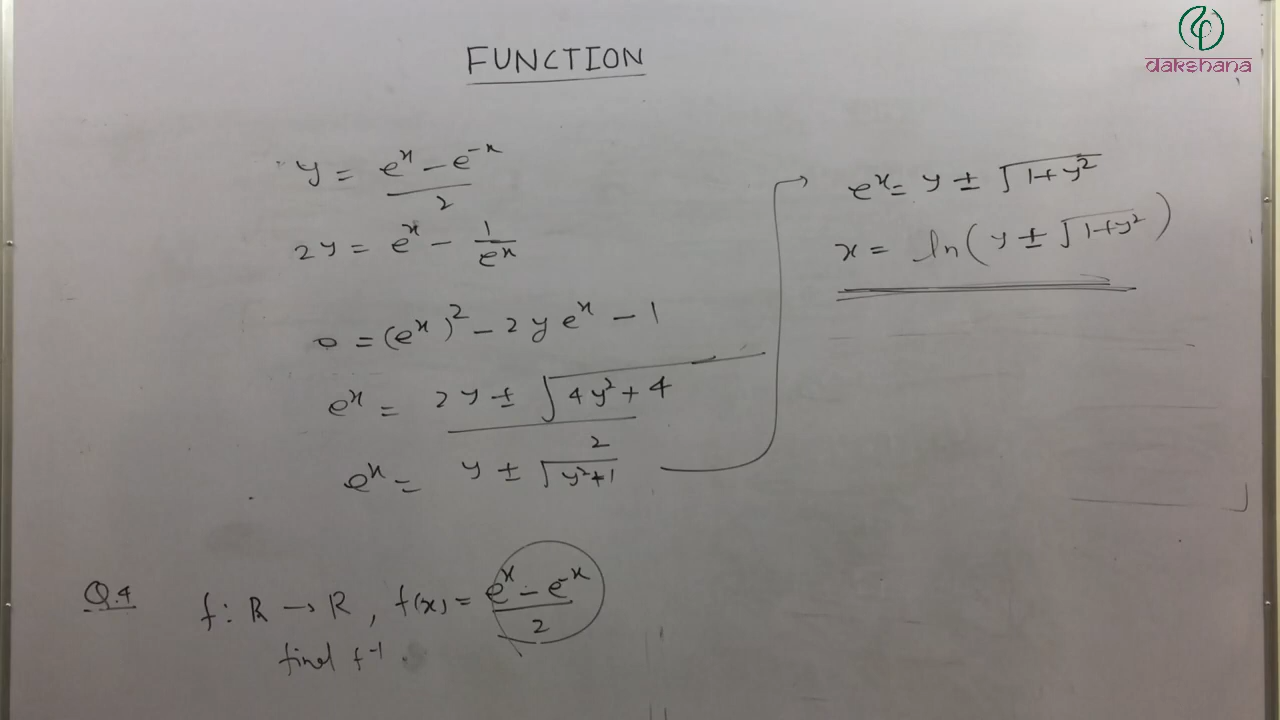 dakshana
FUNCTION
y = (e^x - e^-x)/2
2y = e^x - 1/e^x
0 = (e^x)^2 - 2y e^x - 1
e^x = (2y ± √(4y^2 + 4))/2
e^x = y ± √(y^2+1)
e^x = y ± √(1+y^2)
x = ln(y ± √(1+y^2))
Q.4 f: R → R, f(x) = (e^x - e^-x)/2
find f^-1.